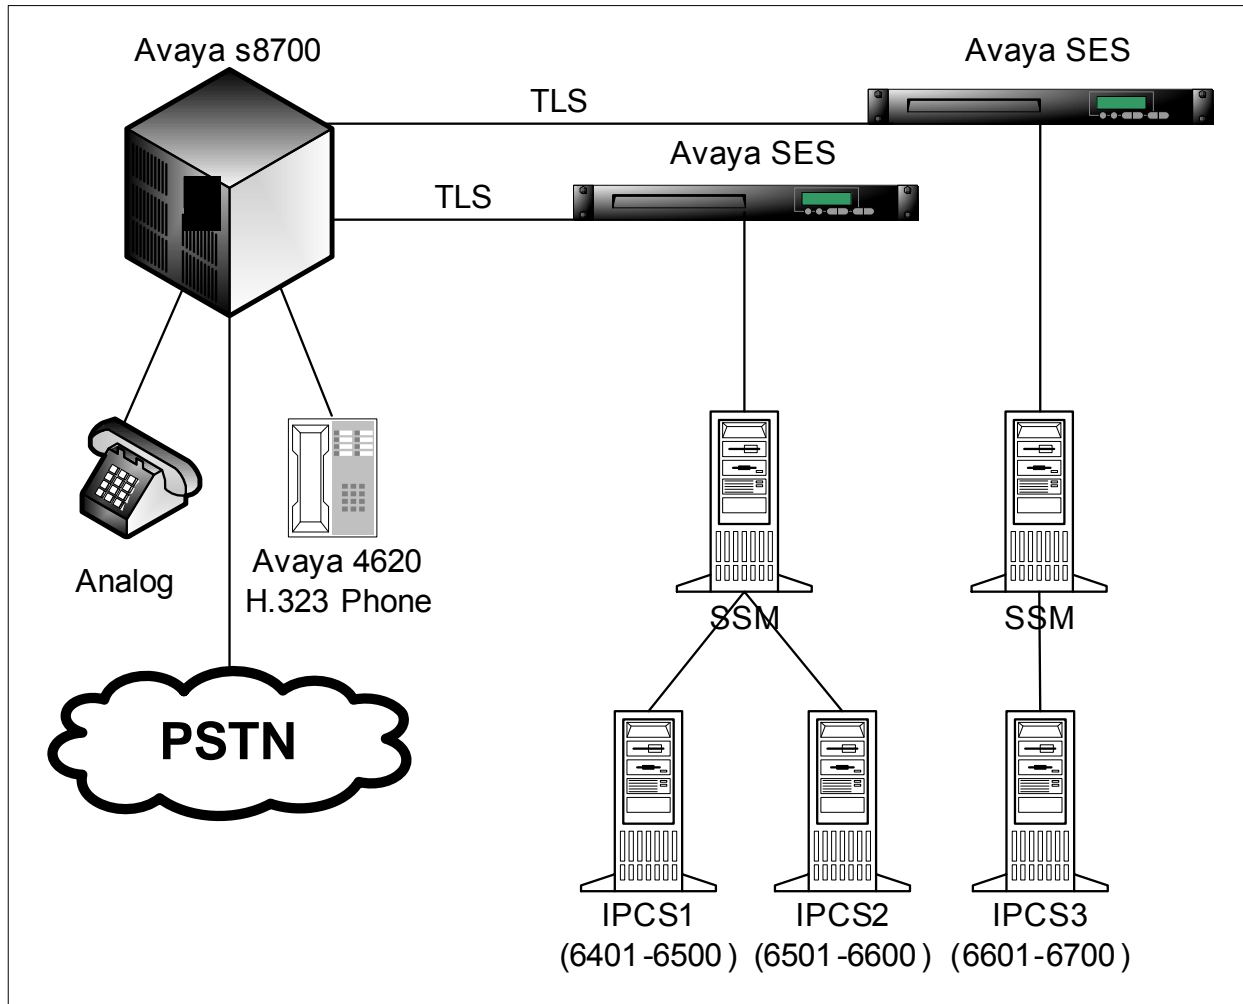 Avaya s8700
Avaya SES
TLS
Avaya SES
TLS
Analog
Avaya 4620
H.323 Phone
SSM
SSM
PSTN
IPCS1
(6401-6500)
IPCS2
(6501-6600)
IPCS3
(6601-6700)